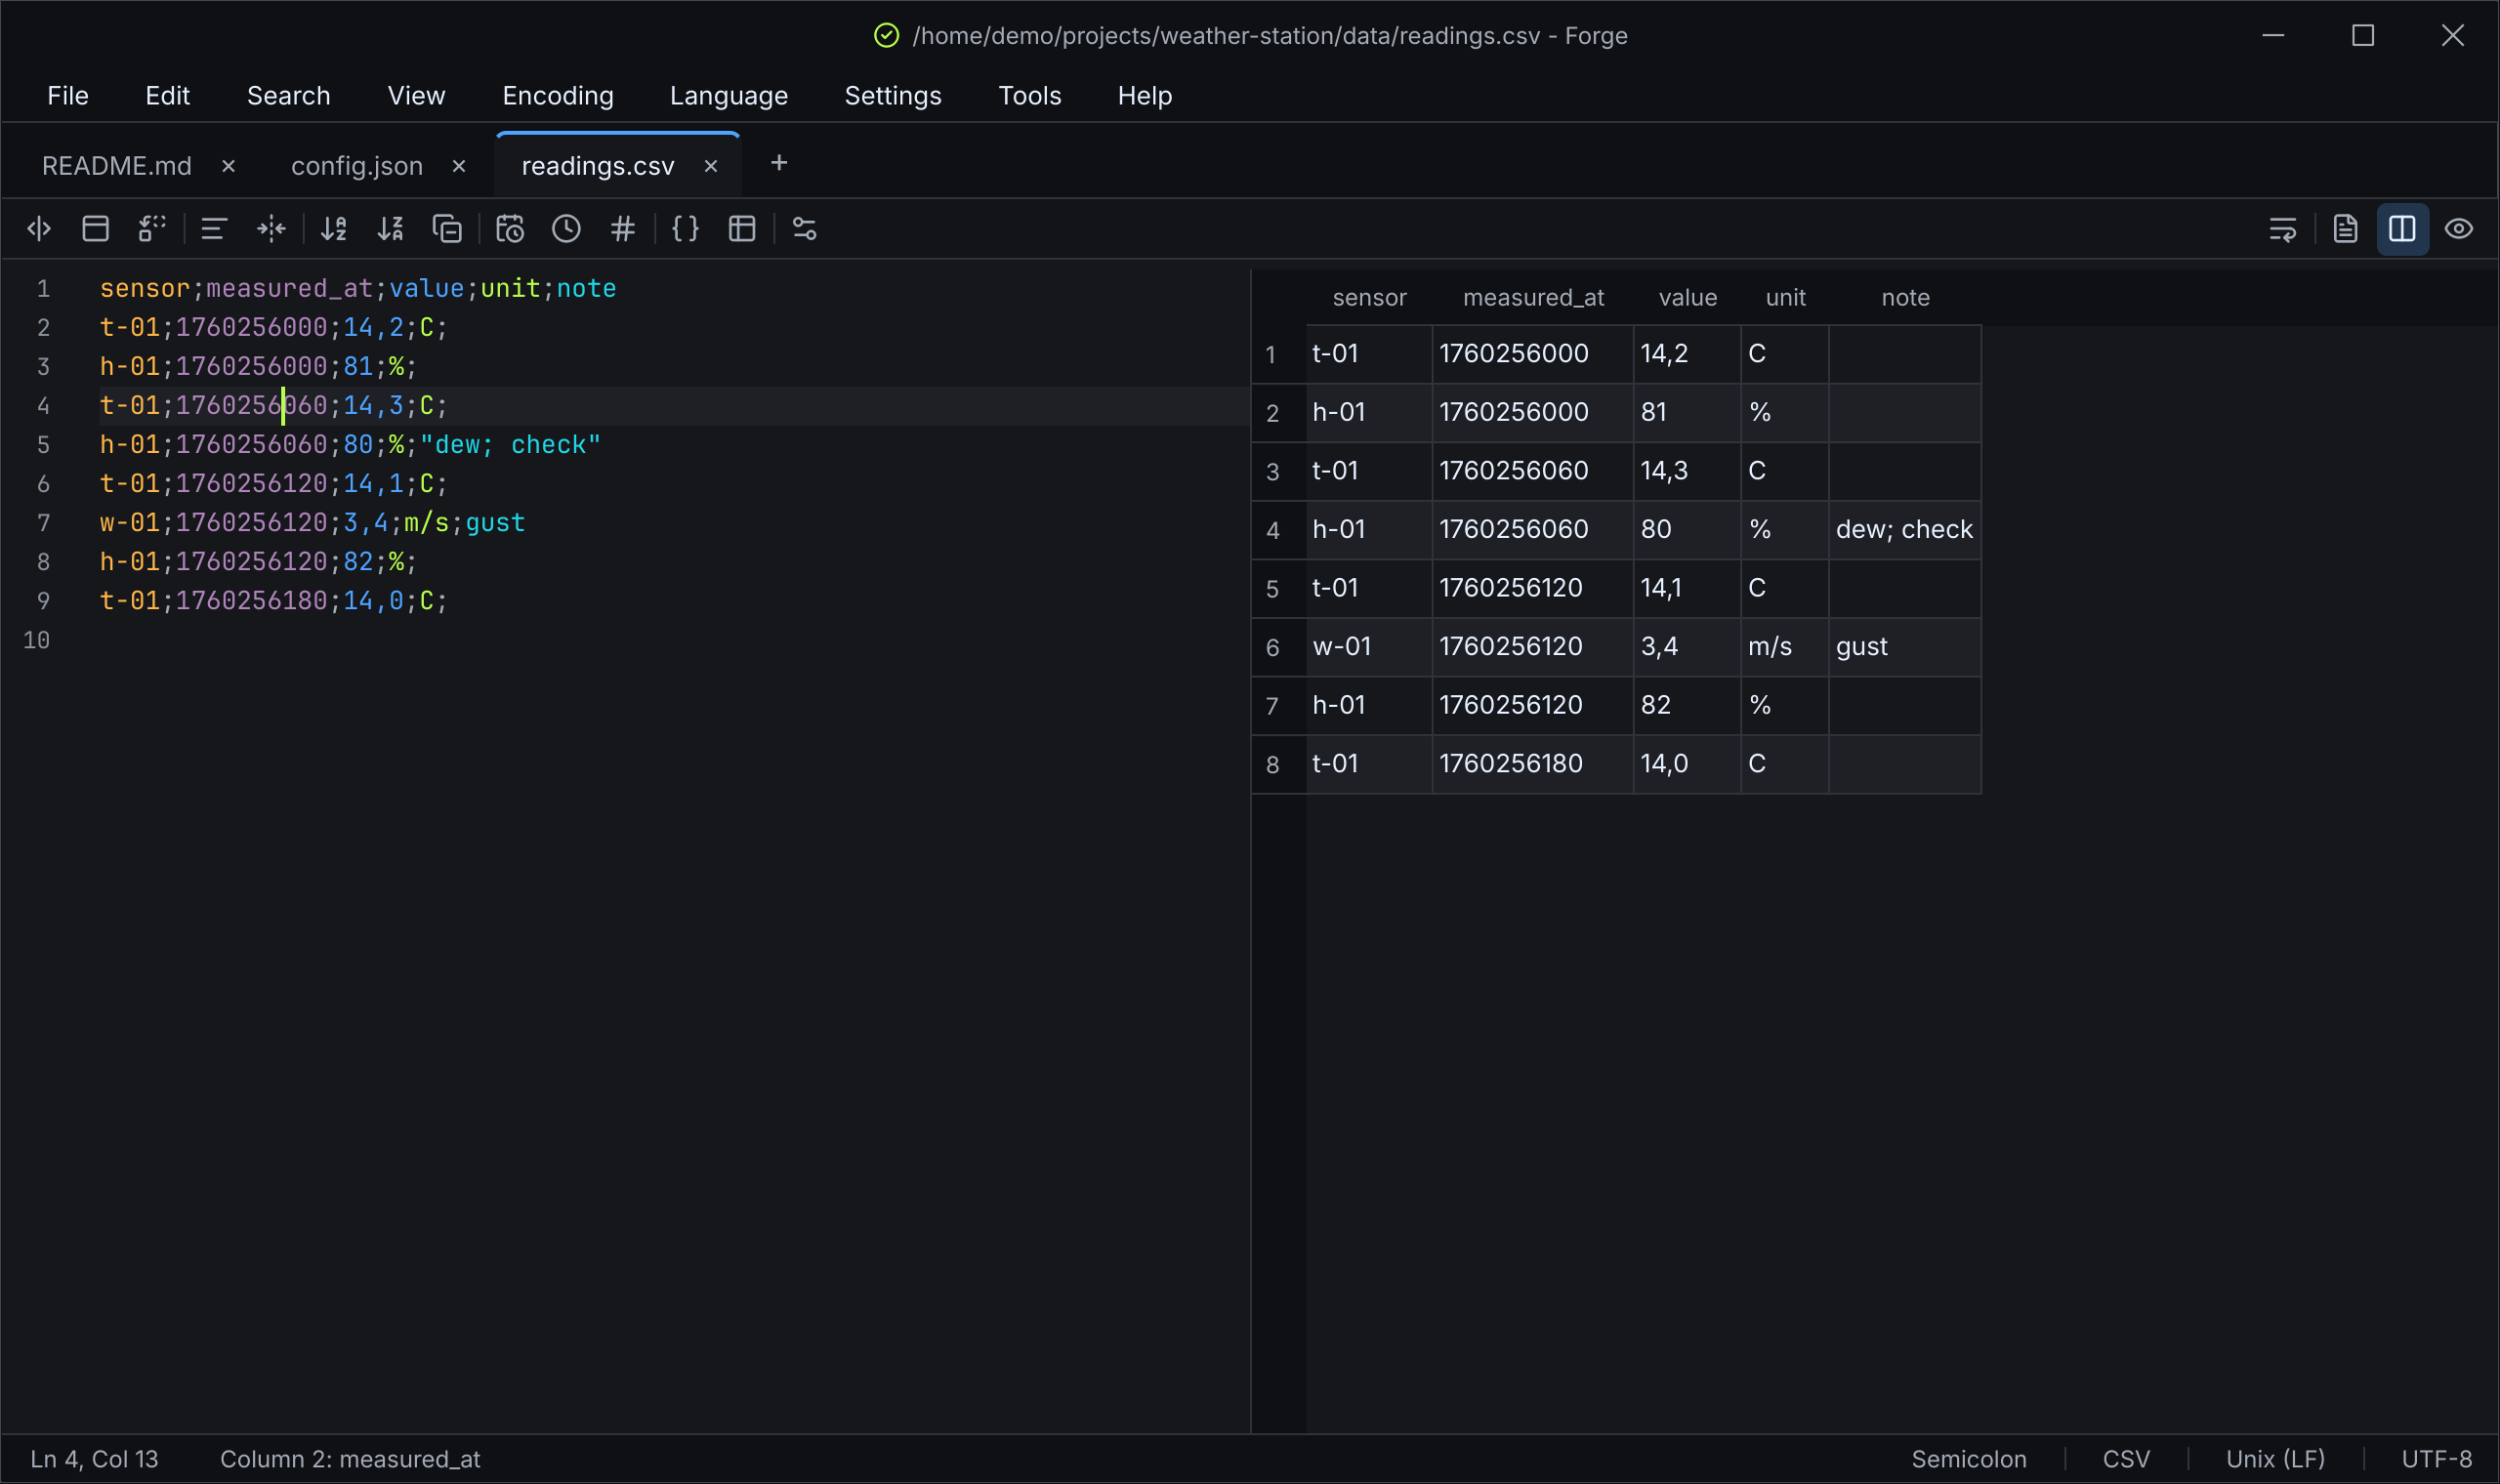 /home/demo/projects/weather-station/data/readings.csv - Forge
File Edit Search View Encoding Language Settings Tools Help
README.md × config.json × readings.csv × +
1 sensor;measured_at;value;unit;note
2 t-01;1760256000;14,2;C;
3 h-01;1760256000;81;%;
4 t-01;1760256060;14,3;C;
5 h-01;1760256060;80;%;"dew; check"
6 t-01;1760256120;14,1;C;
7 w-01;1760256120;3,4;m/s;gust
8 h-01;1760256120;82;%;
9 t-01;1760256180;14,0;C;
10
sensor measured_at value unit note
1 t-01 1760256000 14,2 C
2 h-01 1760256000 81 %
3 t-01 1760256060 14,3 C
4 h-01 1760256060 80 % dew; check
5 t-01 1760256120 14,1 C
6 w-01 1760256120 3,4 m/s gust
7 h-01 1760256120 82 %
8 t-01 1760256180 14,0 C
Ln 4, Col 13 Column 2: measured_at Semicolon CSV Unix (LF) UTF-8